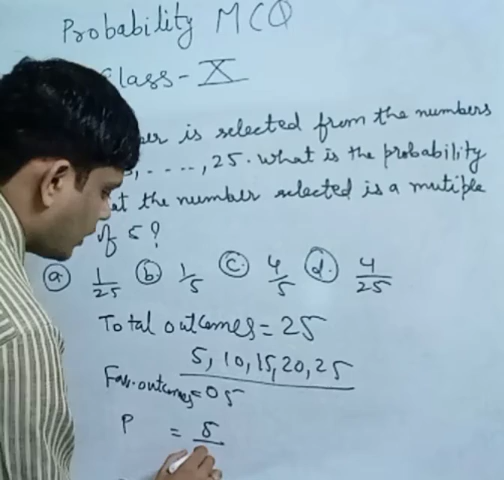 Probability MCQ
Class - X
is selected from the numbers
, ...., 25. What is the probability
the number selected is a mutiple
of 5?
(a) 1/25 (b) 1/5 (c) 4/5 (d.) 4/25
Total outcomes = 25
5, 10, 15, 20, 25
Fav. outcomes = 05
P = 5